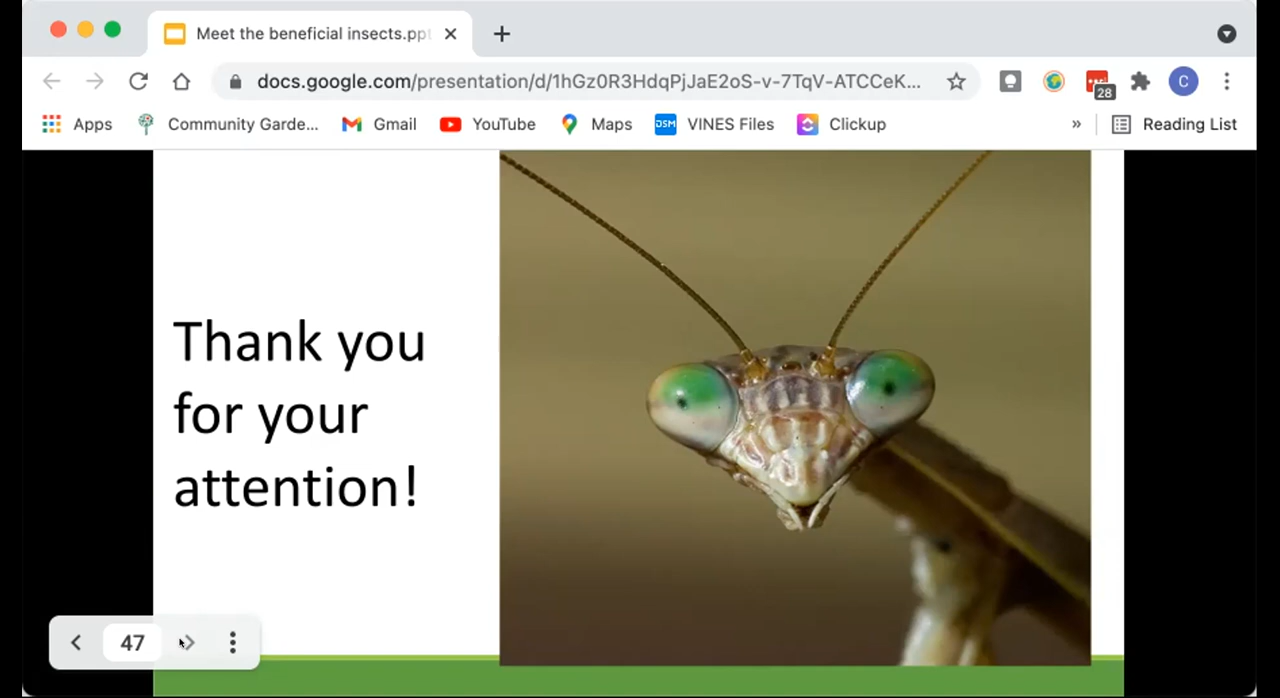 Meet the beneficial insects.ppt
docs.google.com/presentation/d/1hGz0R3HdqPjJaE2oS-v-7TqV-ATCCeK...
28
C
Apps
Community Garde...
Gmail
YouTube
Maps
DSM
VINES Files
Clickup
»
Reading List
Thank you
for your
attention!
47